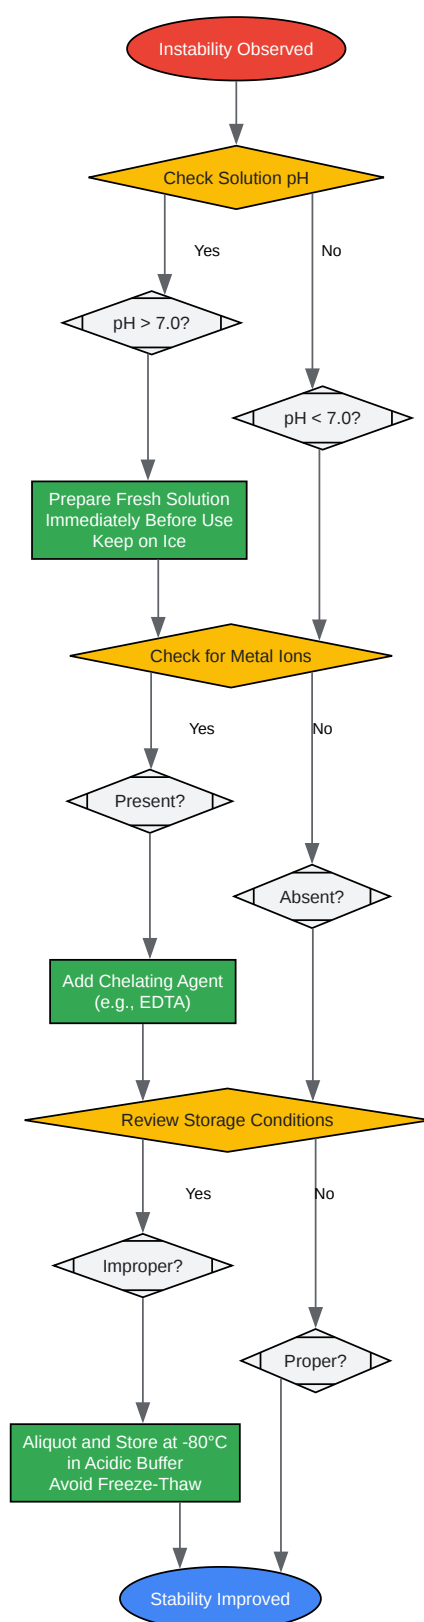 Instability Observed
Check Solution pH
Yes
No
pH > 7.0?
pH < 7.0?
Prepare Fresh Solution
Immediately Before Use
Keep on Ice
Check for Metal Ions
Yes
No
Present?
Absent?
Add Chelating Agent
(e.g., EDTA)
Review Storage Conditions
Yes
No
Improper?
Proper?
Aliquot and Store at -80°C
in Acidic Buffer
Avoid Freeze-Thaw
Stability Improved